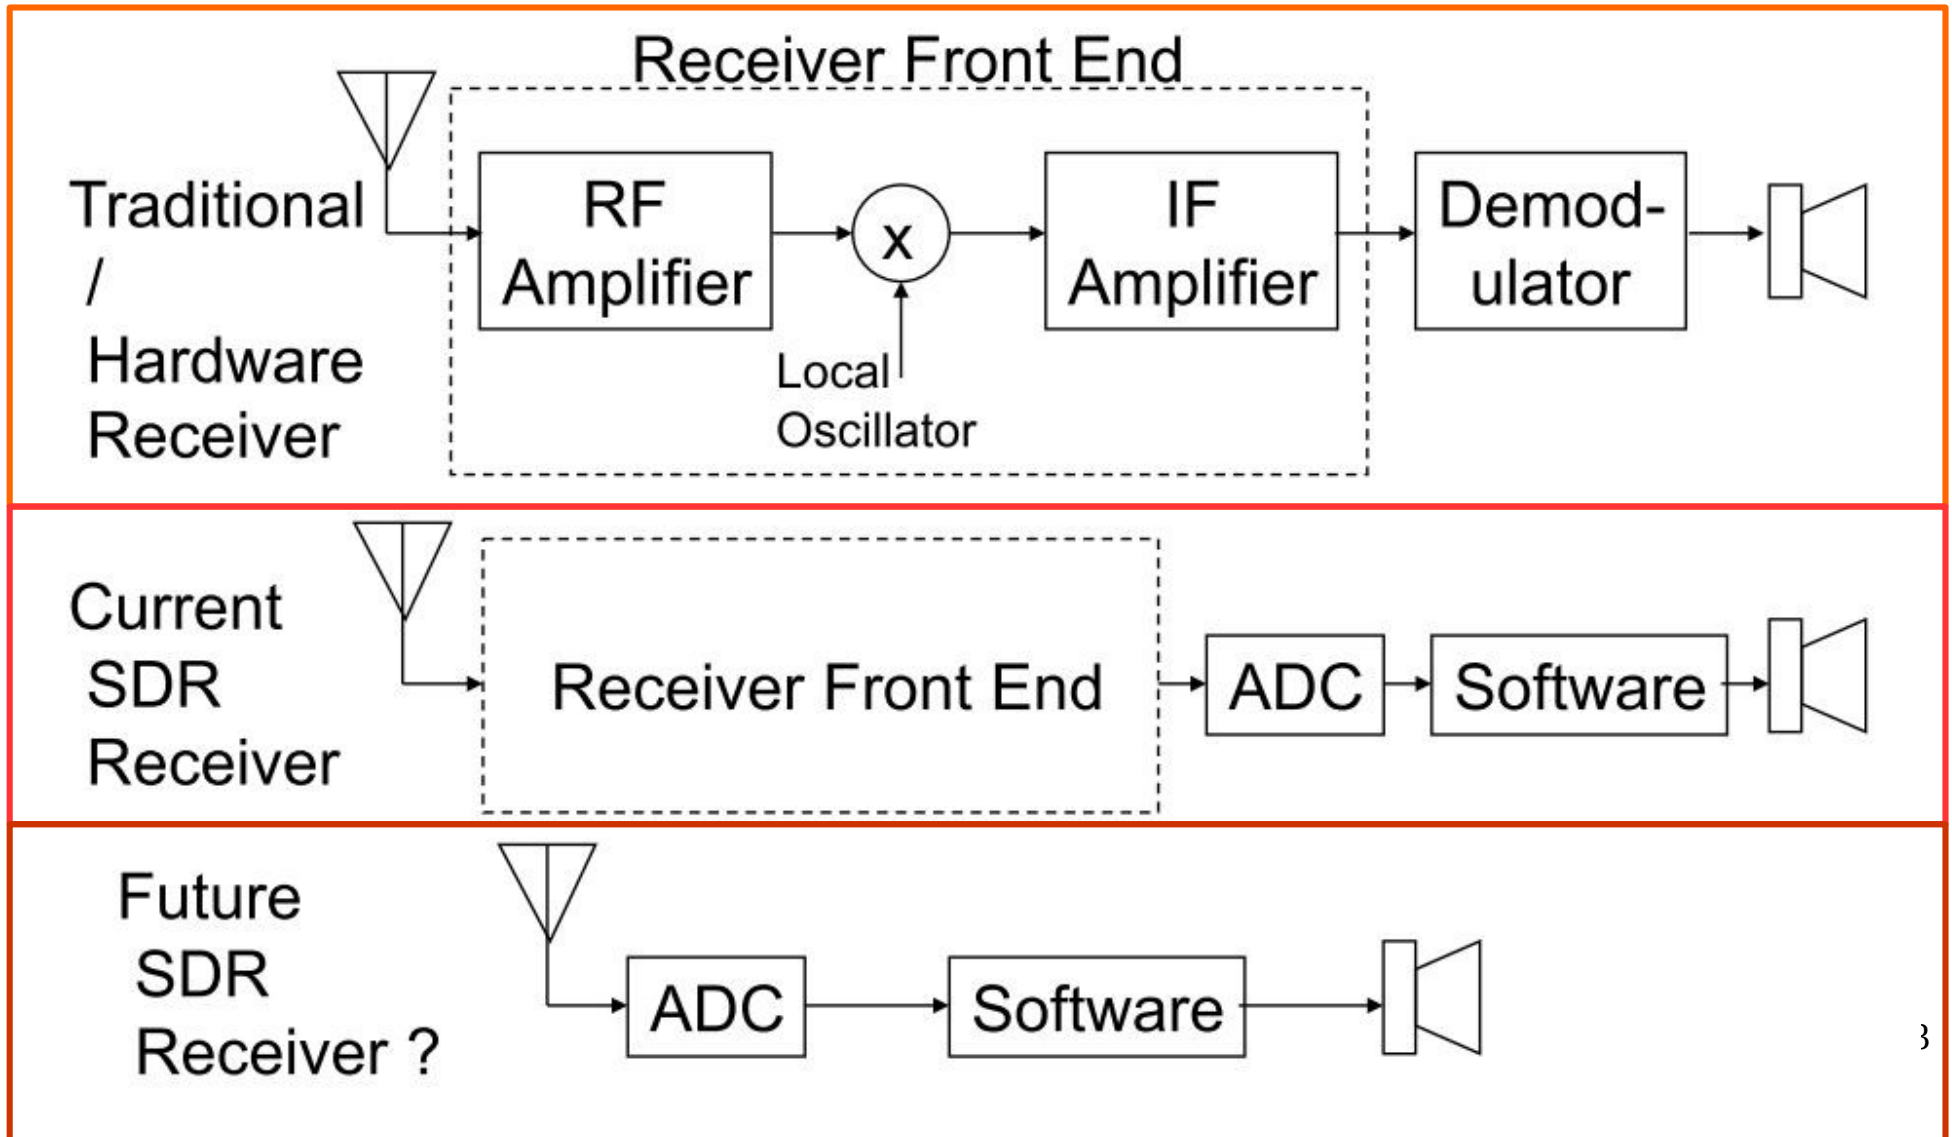 Receiver Front End
Traditional
/
Hardware
Receiver
RF
Amplifier
x
Local
Oscillator
IF
Amplifier
Demod-
ulator
Current
SDR
Receiver
Receiver Front End
ADC
Software
Future
SDR
Receiver ?
ADC
Software